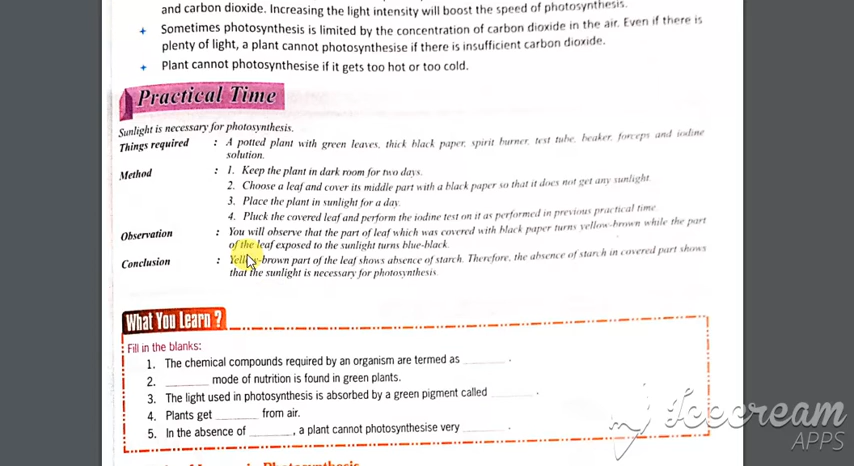 and carbon dioxide. Increasing the light intensity will boost the speed of photosynthesis.
+ Sometimes photosynthesis is limited by the concentration of carbon dioxide in the air. Even if there is
plenty of light, a plant cannot photosynthesise if there is insufficient carbon dioxide.
+ Plant cannot photosynthesise if it gets too hot or too cold.
Practical Time
Sunlight is necessary for photosynthesis.
Things required : A potted plant with green leaves, thick black paper, spirit burner, test tube, beaker, forceps and iodine
solution.
Method : 1. Keep the plant in dark room for two days.
2. Choose a leaf and cover its middle part with a black paper so that it does not get any sunlight.
3. Place the plant in sunlight for a day.
4. Pluck the covered leaf and perform the iodine test on it as performed in previous practical time.
Observation : You will observe that the part of leaf which was covered with black paper turns yellow-brown while the part
of the leaf exposed to the sunlight turns blue-black.
Conclusion : Yellow-brown part of the leaf shows absence of starch. Therefore, the absence of starch in covered part shows
that the sunlight is necessary for photosynthesis.
What You Learn ?
Fill in the blanks:
1. The chemical compounds required by an organism are termed as ______ .
2. ______ mode of nutrition is found in green plants.
3. The light used in photosynthesis is absorbed by a green pigment called ______ .
4. Plants get ______ from air.
5. In the absence of ______, a plant cannot photosynthesise very ______ .
Icecream
APPS